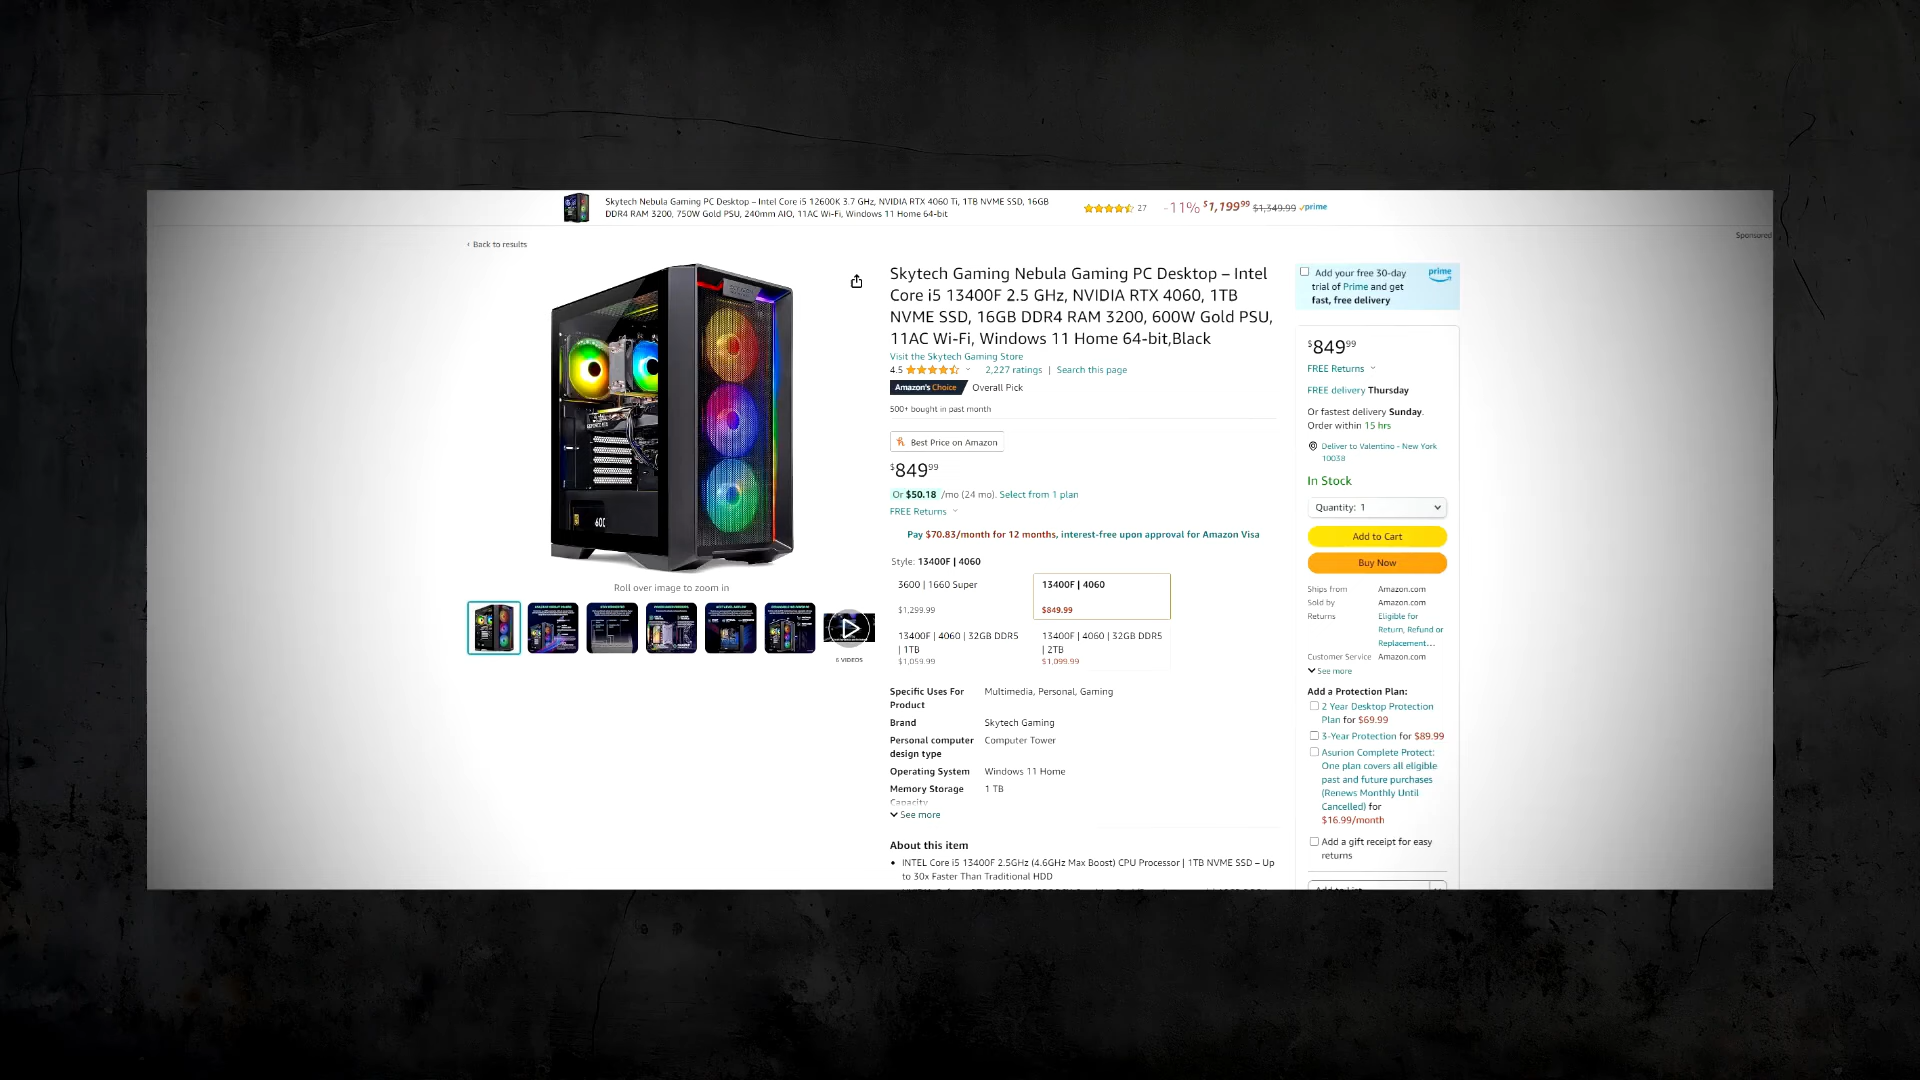 Skytech Gaming Nebula Gaming PC Desktop – Intel Core i5 12600K 3.7 GHz, NVIDIA RTX 4060 Ti, 1TB NVME SSD, 16GB
DDR4 RAM 3200, 750W Gold PSU, 240mm AIO, 11AC Wi-Fi, Windows 11 Home 64-bit
27
-11% $1,199.99 $1,349.99 prime
Sponsored
‹ Back to results
Skytech Gaming Nebula Gaming PC Desktop – Intel
Core i5 13400F 2.5 GHz, NVIDIA RTX 4060, 1TB
NVME SSD, 16GB DDR4 RAM 3200, 600W Gold PSU,
11AC Wi-Fi, Windows 11 Home 64-bit,Black
Visit the Skytech Gaming Store
4.5 2,227 ratings | Search this page
Amazon's Choice Overall Pick
500+ bought in past month
Best Price on Amazon
$849.99
Or $50.18 /mo (24 mo). Select from 1 plan
FREE Returns
Pay $70.83/month for 12 months, interest-free upon approval for Amazon Visa
Style: 13400F | 4060
3600 | 1660 Super
$1,299.99
13400F | 4060
$849.99
13400F | 4060 | 32GB DDR5
| 1TB
$1,059.99
13400F | 4060 | 32GB DDR5
| 2TB
$1,099.99
600
Roll over image to zoom in
6 VIDEOS
Specific Uses For
Product
Multimedia, Personal, Gaming
Brand
Skytech Gaming
Personal computer
design type
Computer Tower
Operating System
Windows 11 Home
Memory Storage
Capacity
1 TB
See more
About this item
• INTEL Core i5 13400F 2.5GHz (4.6GHz Max Boost) CPU Processor | 1TB NVME SSD – Up
to 30x Faster Than Traditional HDD
Add your free 30-day
trial of Prime and get
fast, free delivery
prime
$849.99
FREE Returns
FREE delivery Thursday
Or fastest delivery Sunday.
Order within 15 hrs
Deliver to Valentino - New York
10038
In Stock
Quantity: 1
Add to Cart
Buy Now
Ships from Amazon.com
Sold by Amazon.com
Returns Eligible for
Return, Refund or
Replacement...
Customer Service Amazon.com
See more
Add a Protection Plan:
2 Year Desktop Protection
Plan for $69.99
3-Year Protection for $89.99
Asurion Complete Protect:
One plan covers all eligible
past and future purchases
(Renews Monthly Until
Cancelled) for
$16.99/month
Add a gift receipt for easy
returns
Add to List